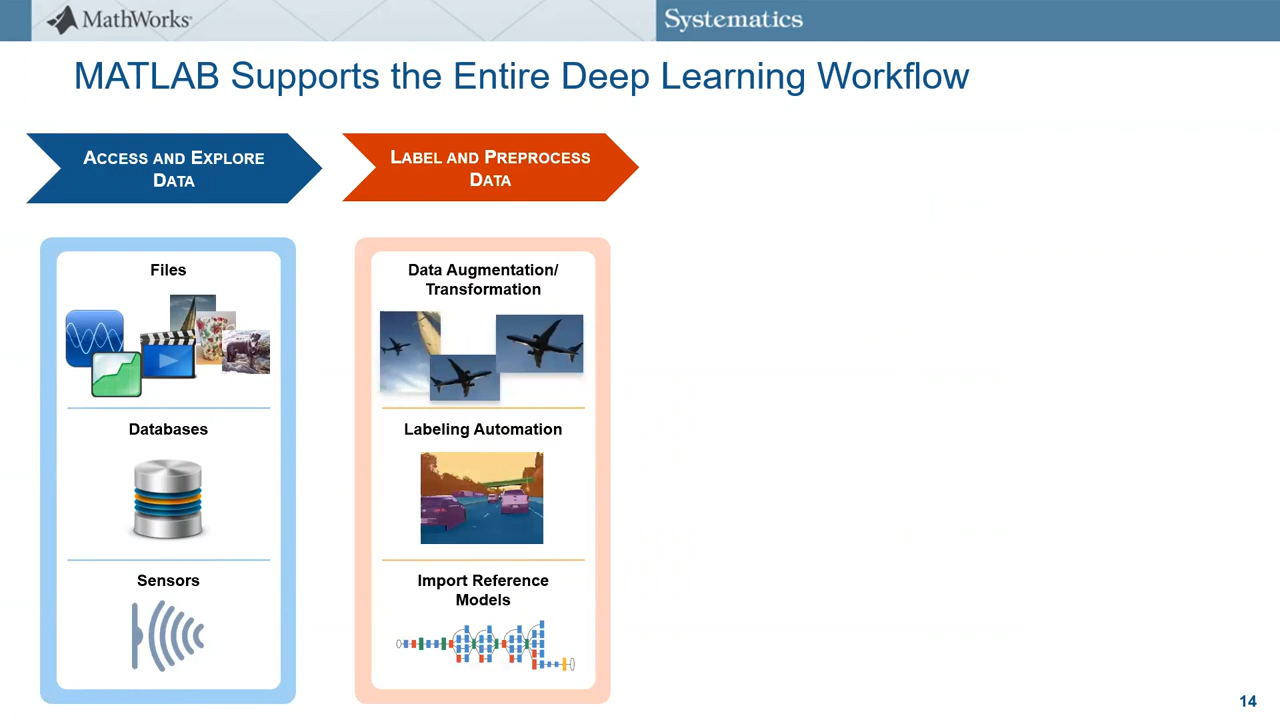 MathWorks
Systematics
MATLAB Supports the Entire Deep Learning Workflow
ACCESS AND EXPLORE
DATA
LABEL AND PREPROCESS
DATA
Files
Databases
Sensors
Data Augmentation/
Transformation
Labeling Automation
Import Reference
Models
14